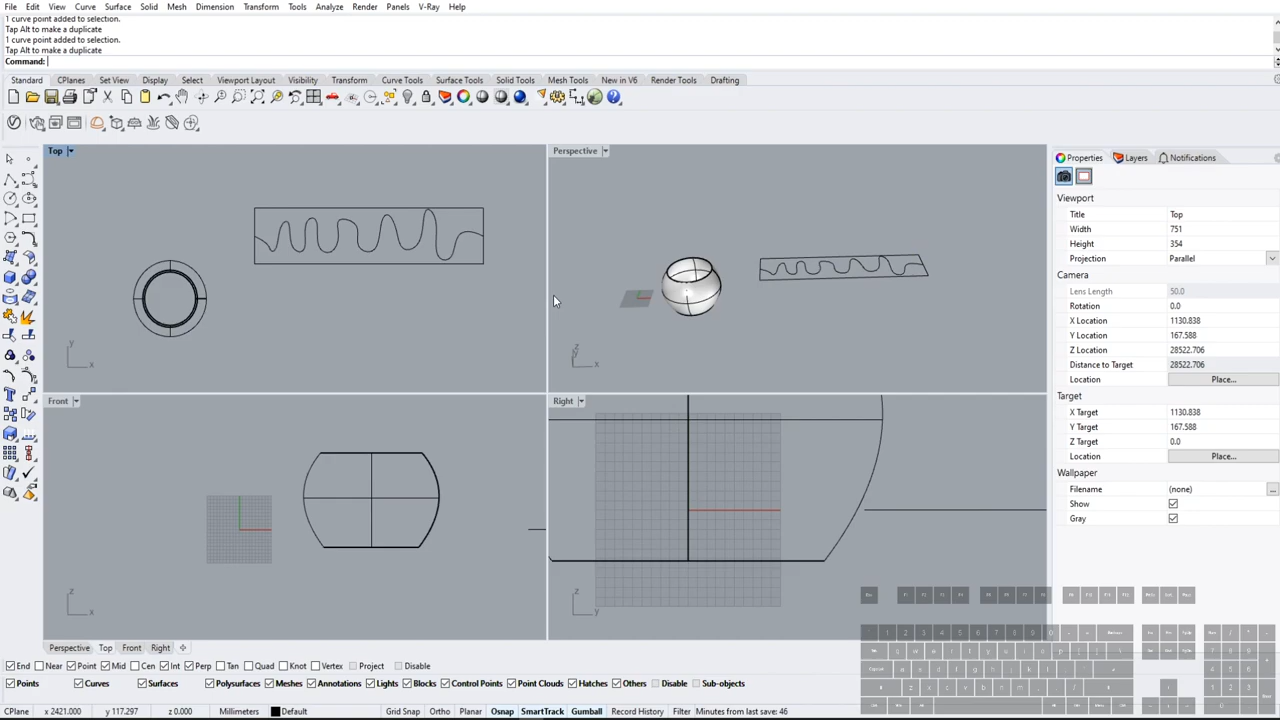 File Edit View Curve Surface Solid Mesh Dimension Transform Tools Analyze Render Panels V-Ray Help
1 curve point added to selection.
Tap Alt to make a duplicate
1 curve point added to selection.
Tap Alt to make a duplicate
Command:
Standard CPlanes Set View Display Select Viewport Layout Visibility Transform Curve Tools Surface Tools Solid Tools Mesh Tools New in V6 Render Tools Drafting
Top
Perspective
Properties Layers Notifications
Viewport
Title Top
Width 751
Height 354
Projection Parallel
Camera
Lens Length 50.0
Rotation 0.0
X Location 1130.838
Y Location 167.588
Z Location 28522.706
Distance to Target 28522.706
Location Place...
Target
X Target 1130.838
Y Target 167.588
Z Target 0.0
Location Place...
Wallpaper
Filename (none) ...
Show
Gray
y
x
z
y
x
Front
Right
z
x
z
y
Perspective Top Front Right
End Near Point Mid Cen Int Perp Tan Quad Knot Vertex Project Disable
Points Curves Surfaces Polysurfaces Meshes Annotations Lights Blocks Control Points Point Clouds Hatches Others Disable Sub-objects
CPlane x 2421.000 y 117.297 z 0.000 Millimeters Default Grid Snap Ortho Planar Osnap SmartTrack Gumball Record History Filter Minutes from last save: 46